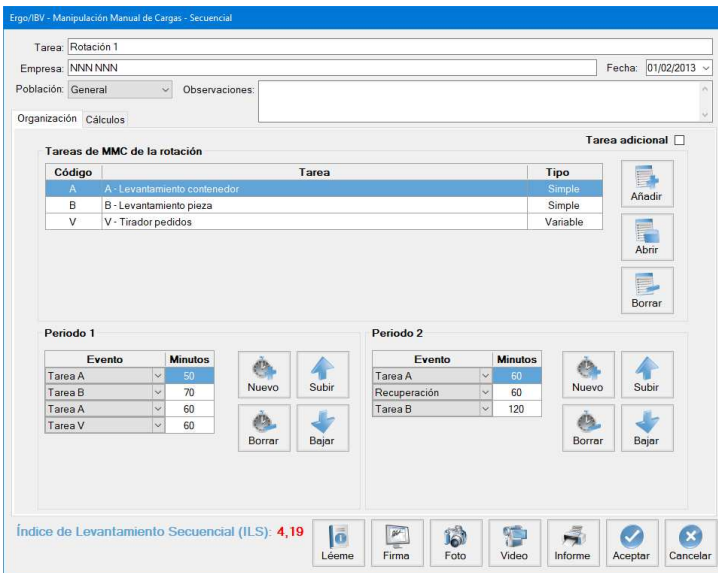 Ergo/IBV - Manipulación Manual de Cargas - Secuencial
Tarea: Rotación 1
Empresa: NNN NNN Fecha: 01/02/2013
Población: General Observaciones:
Organización Cálculos
Tarea adicional
Tareas de MMC de la rotación
Código Tarea Tipo
A A - Levantamiento contenedor Simple
B B - Levantamiento pieza Simple
V V - Tirador pedidos Variable
Añadir
Abrir
Borrar
Periodo 1
Evento Minutos
Tarea A 50
Tarea B 70
Tarea A 60
Tarea V 60
Nuevo Subir
Borrar Bajar
Periodo 2
Evento Minutos
Tarea A 60
Recuperación 60
Tarea B 120
Nuevo Subir
Borrar Bajar
Índice de Levantamiento Secuencial (ILS): 4,19
Léeme Firma Foto Video Informe Aceptar Cancelar